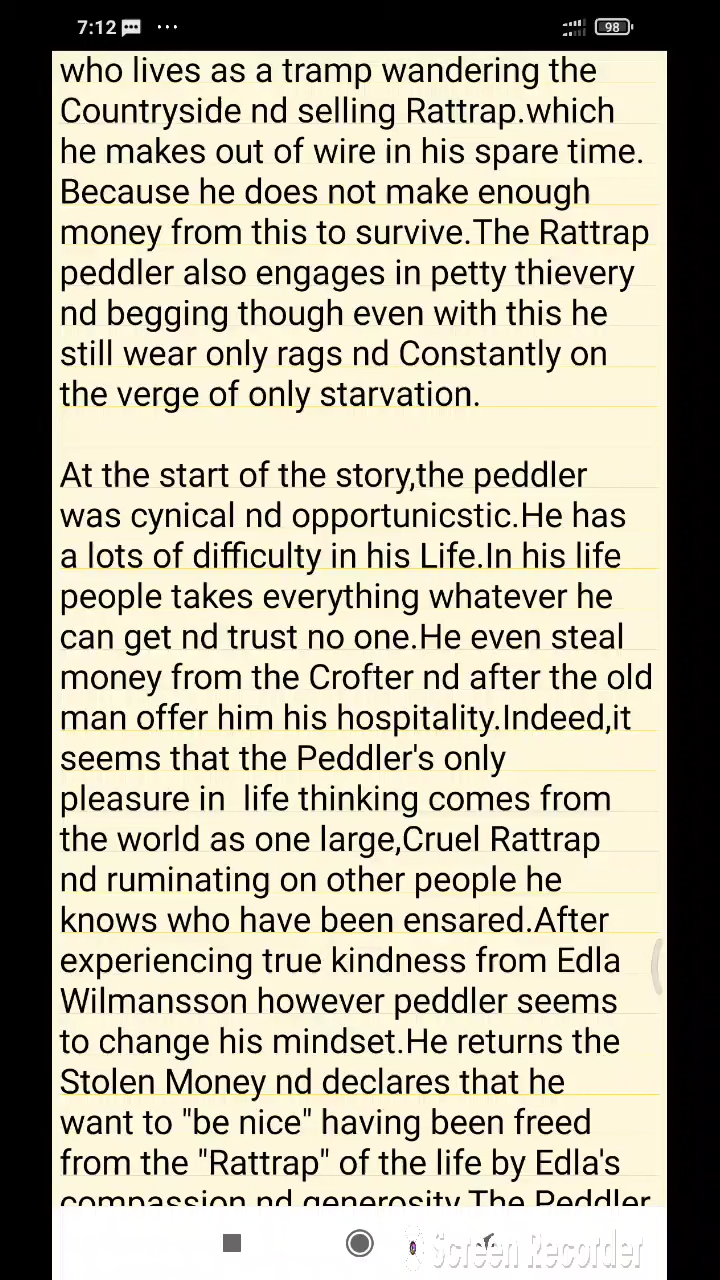 7:12
98
who lives as a tramp wandering the
Countryside nd selling Rattrap.which
he makes out of wire in his spare time.
Because he does not make enough
money from this to survive.The Rattrap
peddler also engages in petty thievery
nd begging though even with this he
still wear only rags nd Constantly on
the verge of only starvation.
At the start of the story,the peddler
was cynical nd opportunicstic.He has
a lots of difficulty in his Life.In his life
people takes everything whatever he
can get nd trust no one.He even steal
money from the Crofter nd after the old
man offer him his hospitality.Indeed,it
seems that the Peddler's only
pleasure in  life thinking comes from
the world as one large,Cruel Rattrap
nd ruminating on other people he
knows who have been ensared.After
experiencing true kindness from Edla
Wilmansson however peddler seems
to change his mindset.He returns the
Stolen Money nd declares that he
want to "be nice" having been freed
from the "Rattrap" of the life by Edla's
compassion nd generosity.The Peddler
Screen Recorder